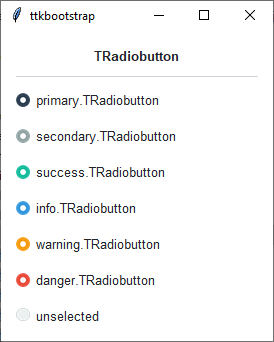 ttkbootstrap
TRadiobutton
primary.TRadiobutton
secondary.TRadiobutton
success.TRadiobutton
info.TRadiobutton
warning.TRadiobutton
danger.TRadiobutton
unselected